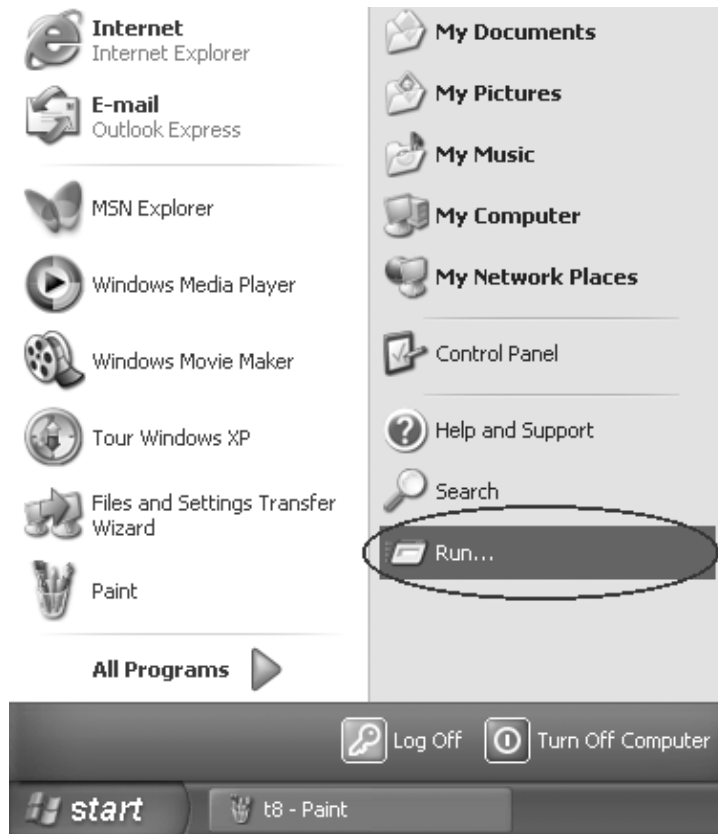 Internet
Internet Explorer
E-mail
Outlook Express
MSN Explorer
Windows Media Player
Windows Movie Maker
Tour Windows XP
Files and Settings Transfer
Wizard
Paint
All Programs
My Documents
My Pictures
My Music
My Computer
My Network Places
Control Panel
Help and Support
Search
Run...
Log Off
Turn Off Computer
start
t8 - Paint